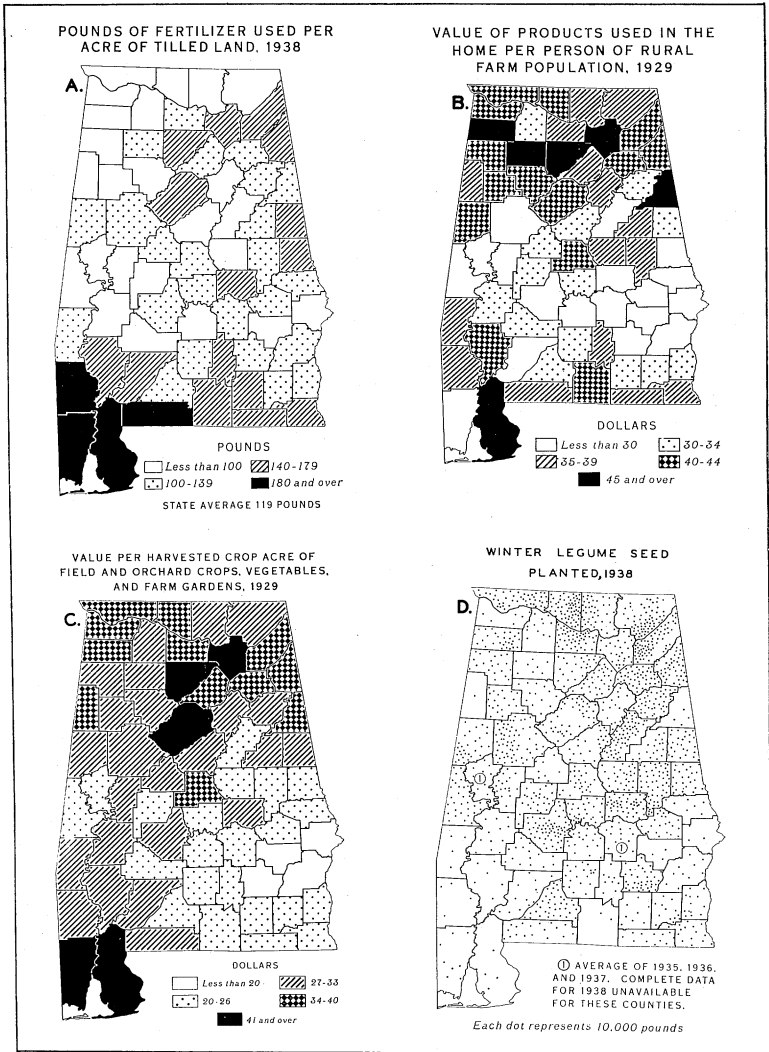 POUNDS OF FERTILIZER USED PER
ACRE OF TILLED LAND, 1938
A.
POUNDS
Less than 100
140-179
100-139
180 and over
STATE AVERAGE 119 POUNDS
VALUE OF PRODUCTS USED IN THE
HOME PER PERSON OF RURAL
FARM POPULATION, 1929
B.
DOLLARS
Less than 30
30-34
35-39
40-44
45 and over
VALUE PER HARVESTED CROP ACRE OF
FIELD AND ORCHARD CROPS, VEGETABLES,
AND FARM GARDENS, 1929
C.
DOLLARS
Less than 20
27-33
20-26
34-40
41 and over
WINTER LEGUME SEED
PLANTED, 1938
D.
①
①
① AVERAGE OF 1935, 1936,
AND 1937. COMPLETE DATA
FOR 1938 UNAVAILABLE
FOR THESE COUNTIES.
Each dot represents 10,000 pounds